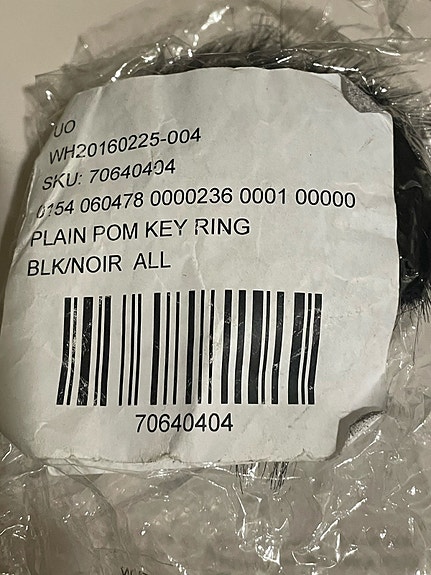 UO
WH20160225-004
SKU: 70640404
0154 060478 0000236 0001 00000
PLAIN POM KEY RING
BLK/NOIR ALL
70640404